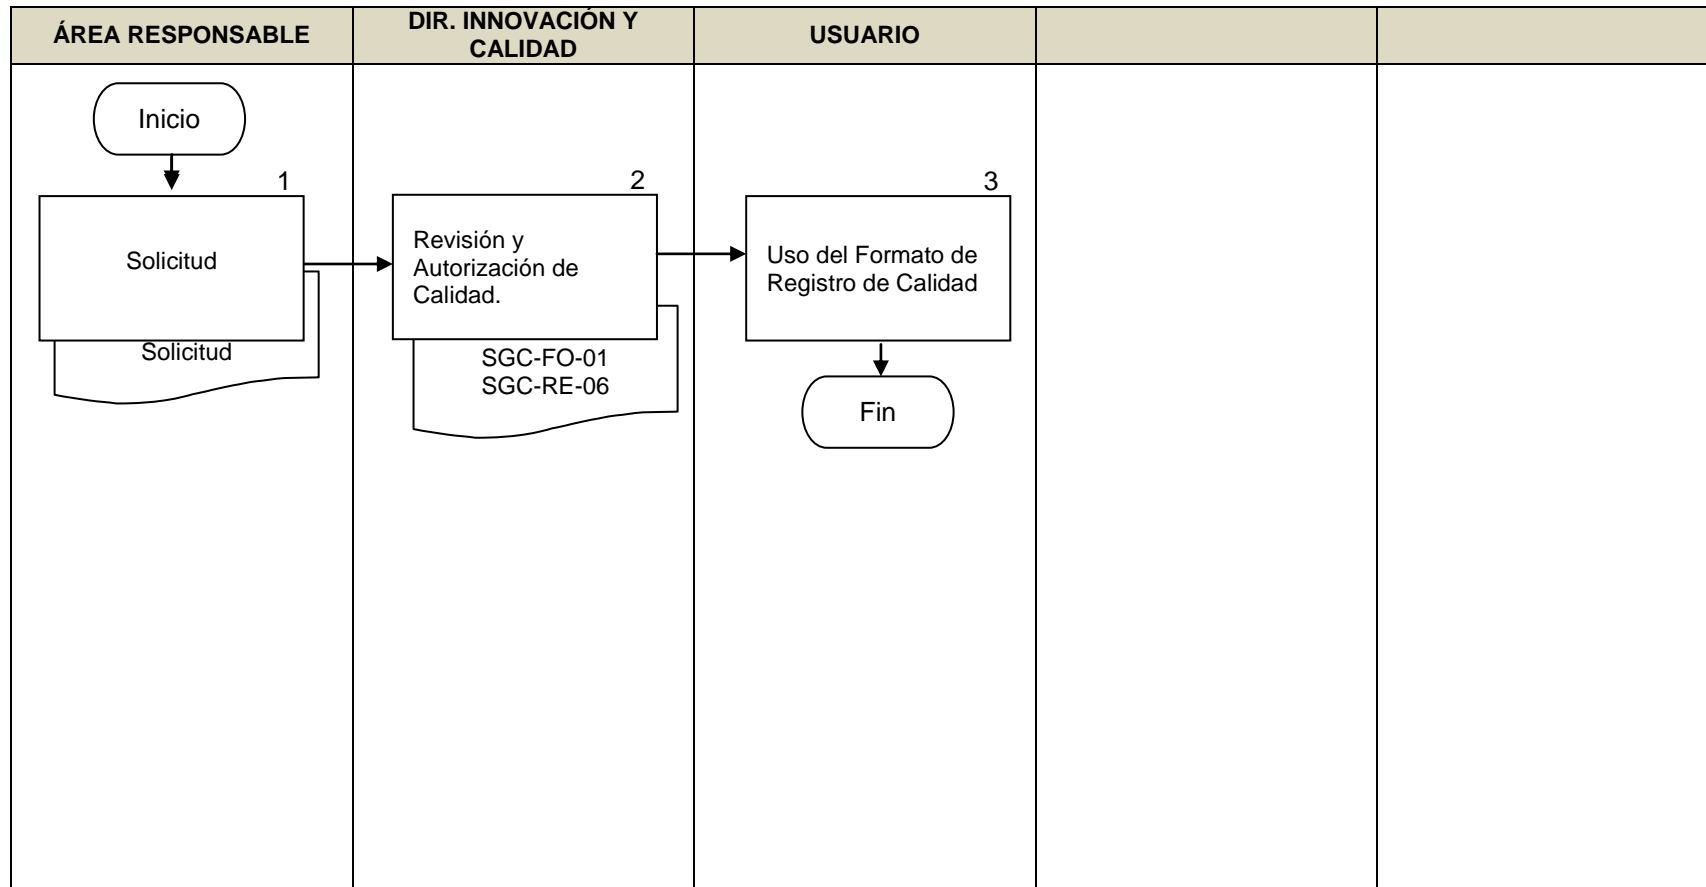 ÁREA RESPONSABLE
DIR. INNOVACIÓN Y
CALIDAD
USUARIO
Inicio
1
Solicitud
Solicitud
2
Revisión y
Autorización de
Calidad.
SGC-FO-01
SGC-RE-06
3
Uso del Formato de
Registro de Calidad
Fin